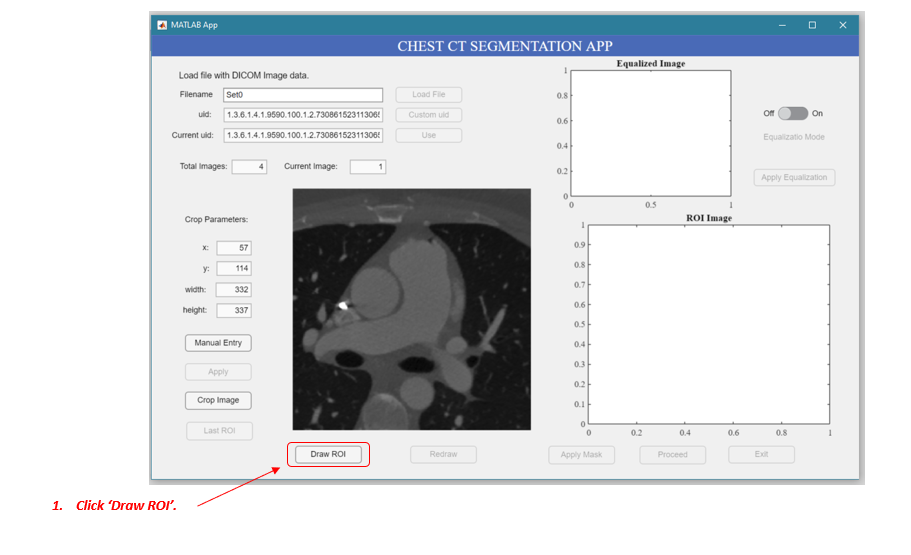 MATLAB App
CHEST CT SEGMENTATION APP
Load file with DICOM Image data.
Filename Set0 Load File
uid: 1.3.6.1.4.1.9590.100.1.2.730861523113065 Custom uid
Current uid: 1.3.6.1.4.1.9590.100.1.2.730861523113065 Use
Total Images: 4 Current Image: 1
Crop Parameters:
x: 57
y: 114
width: 332
height: 337
Manual Entry
Apply
Crop Image
Last ROI
Draw ROI Redraw Apply Mask Proceed Exit
Equalized Image
1
0.8
0.6
0.4
0.2
0
0 0.5 1
Off On
Equalizatio Mode
Apply Equalization
ROI Image
1
0.9
0.8
0.7
0.6
0.5
0.4
0.3
0.2
0.1
0
0 0.2 0.4 0.6 0.8 1
1. Click ‘Draw ROI’.